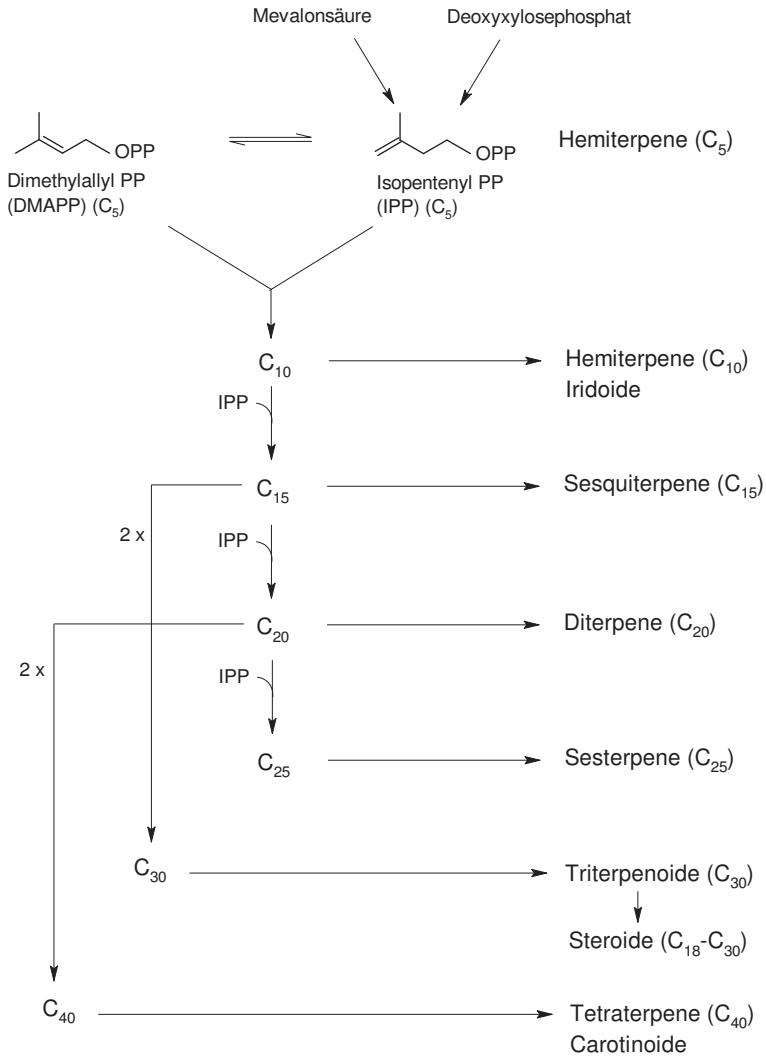 Mevalonsäure Deoxyxylosephosphat
OPP OPP Hemiterpene (C₅)
Dimethylallyl PP Isopentenyl PP
(DMAPP) (C₅) (IPP) (C₅)
C₁₀ Hemiterpene (C₁₀)
Iridoide
IPP
C₁₅ Sesquiterpene (C₁₅)
2 x
IPP
C₂₀ Diterpene (C₂₀)
2 x
IPP
C₂₅ Sesterpene (C₂₅)
C₃₀ Triterpenoide (C₃₀)
Steroide (C₁₈-C₃₀)
C₄₀ Tetraterpene (C₄₀)
Carotinoide